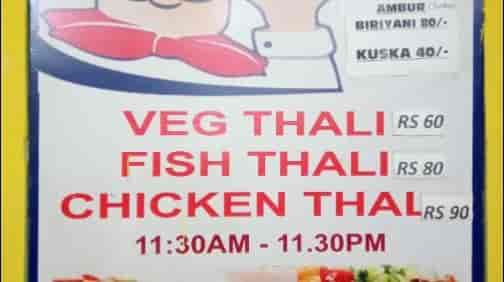 AMBUR
BIRIYANI 80/-
KUSKA 40/-
VEG THALI RS 60
FISH THALI RS 80
CHICKEN THAL RS 90
11:30AM - 11.30PM